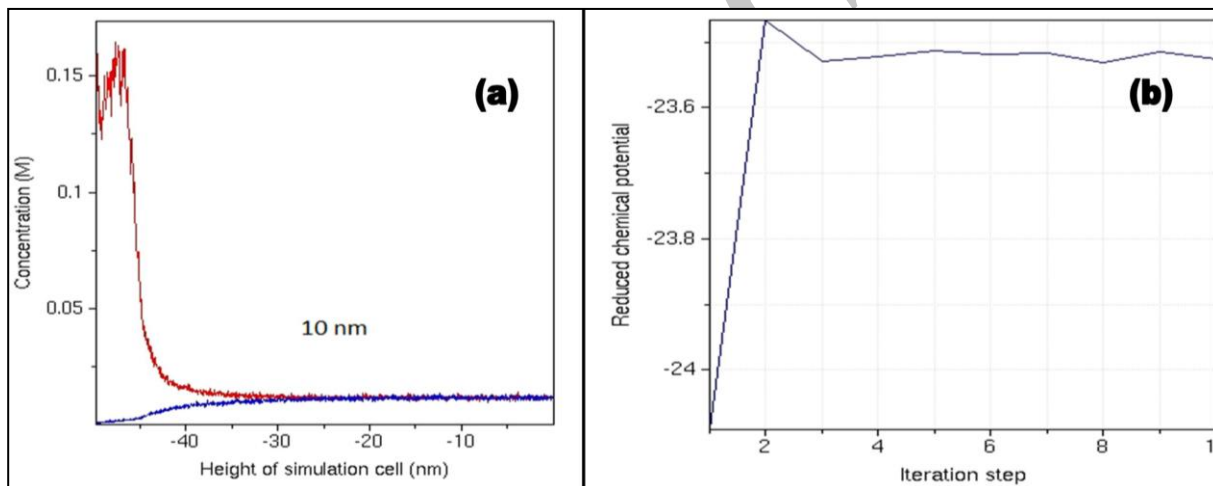 (a)
0.15
0.1
0.05
Concentration (M)
10 nm
-40
-30
-20
-10
Height of simulation cell (nm)
(b)
-23.6
-23.8
-24
Reduced chemical potential
2
4
6
8
1
Iteration step